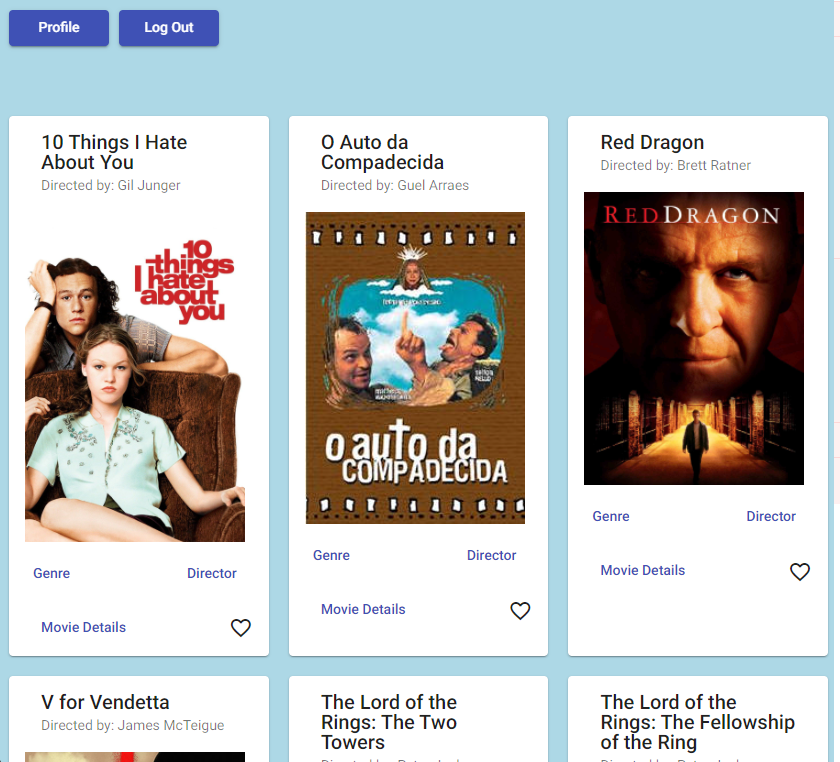 Profile
Log Out
10 Things I Hate
About You
Directed by: Gil Junger
10
things
I hate
about
you
Genre
Director
Movie Details
O Auto da
Compadecida
Directed by: Guel Arraes
o auto da
COMPADECIDA
Genre
Director
Movie Details
Red Dragon
Directed by: Brett Ratner
RED DRAGON
Genre
Director
Movie Details
V for Vendetta
Directed by: James McTeigue
The Lord of the
Rings: The Two
Towers
The Lord of the
Rings: The Fellowship
of the Ring